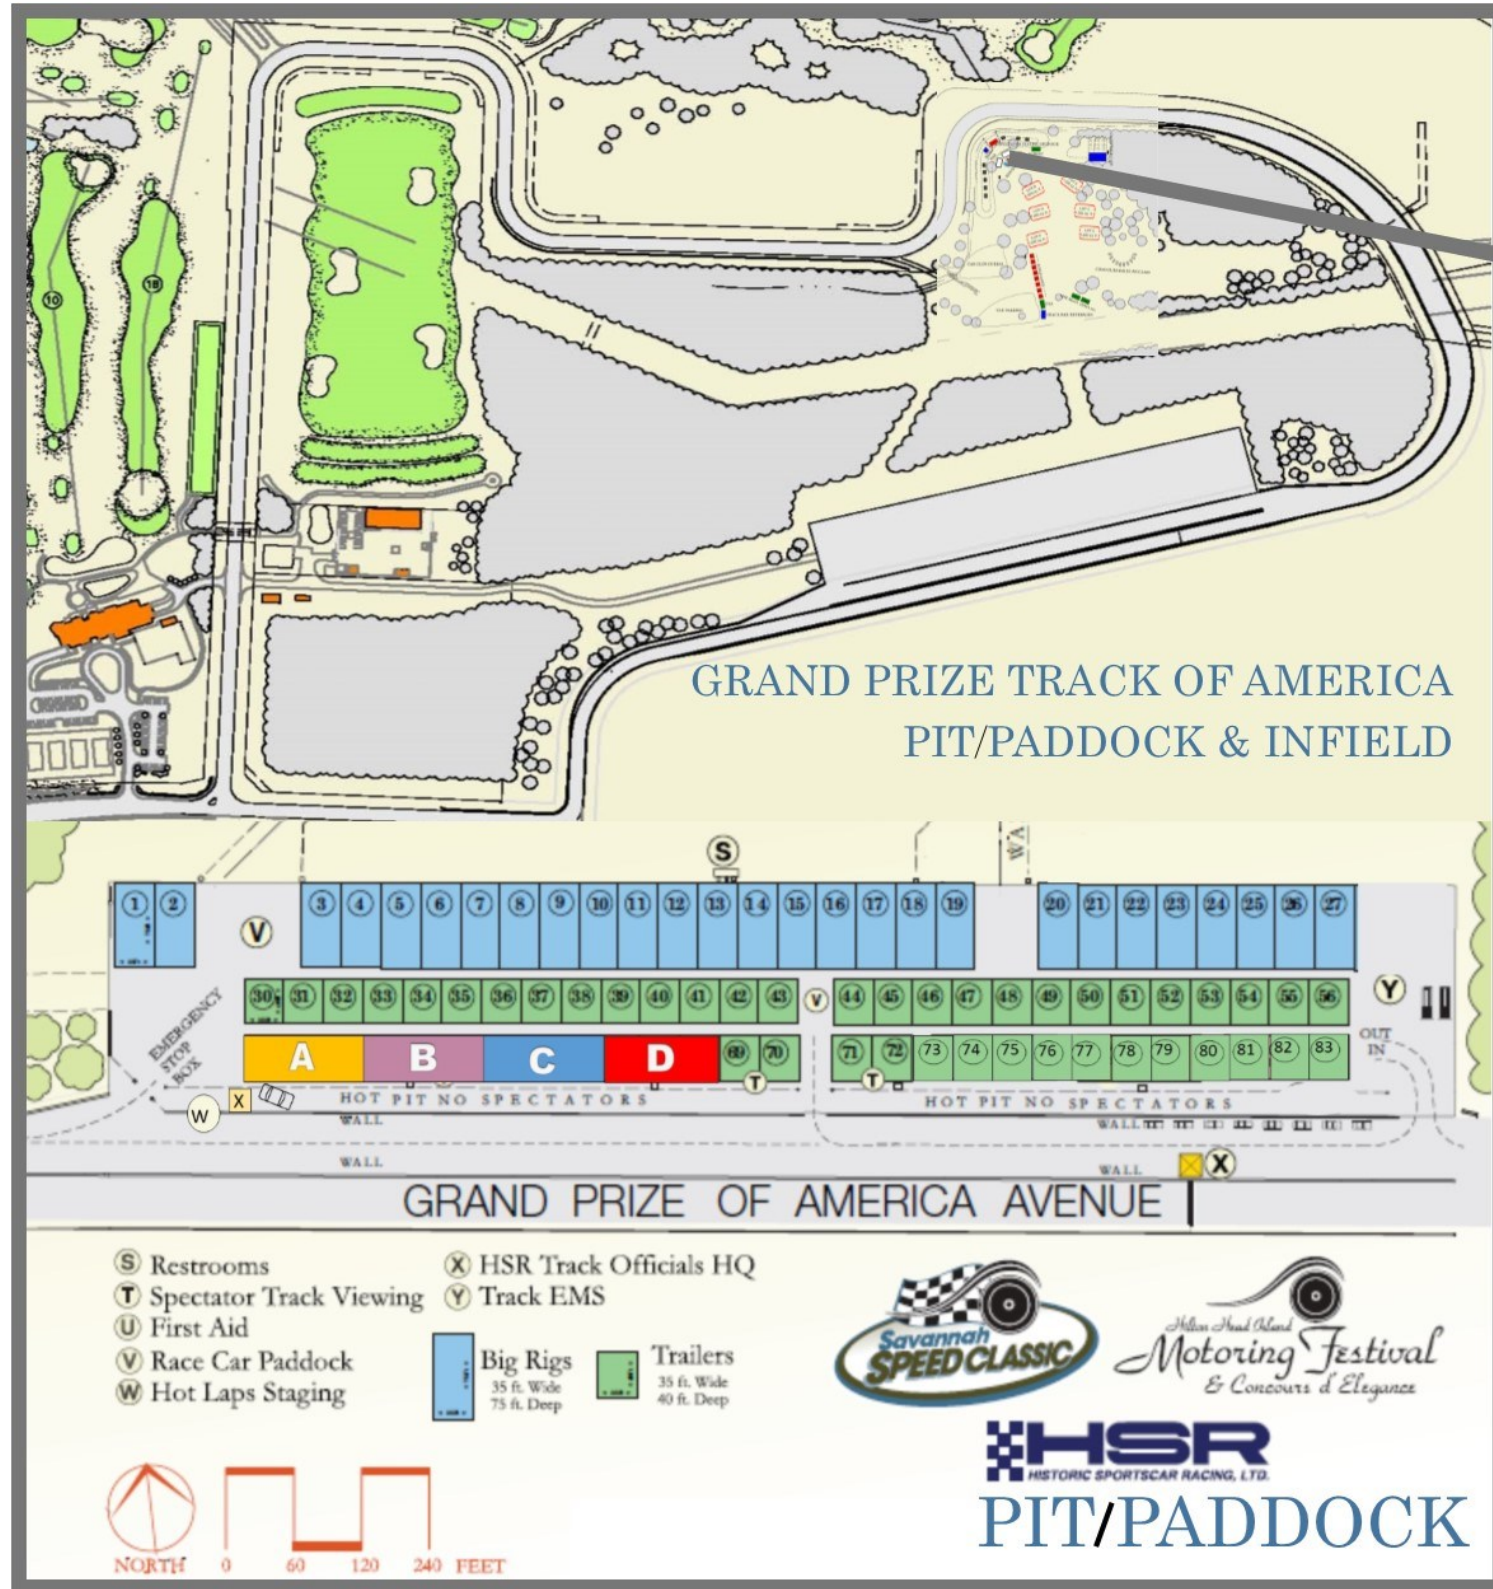 10
18
GRAND PRIZE TRACK OF AMERICA
PIT/PADDOCK & INFIELD
S
WA
1 2 3 4 5 6 7 8 9 10 11 12 13 14 15 16 17 18 19 20 21 22 23 24 25 26 27
V
Y
30 31 32 33 34 35 36 37 38 39 40 41 42 43 V 44 45 46 47 48 49 50 51 52 53 54 55 56
EMERGENCY
STOP
BOX
OUT
IN
A B C D 69 70 71 72 73 74 75 76 77 78 79 80 81 82 83
T T
W X HOT PIT NO SPECTATORS HOT PIT NO SPECTATORS
WALL WALL
WALL WALL X
GRAND PRIZE OF AMERICA AVENUE
S Restrooms
T Spectator Track Viewing
U First Aid
V Race Car Paddock
W Hot Laps Staging
X HSR Track Officials HQ
Y Track EMS
Big Rigs
35 ft. Wide
75 ft. Deep
Trailers
35 ft. Wide
40 ft. Deep
Savannah
SPEED CLASSIC
Hilton Head Island
Motoring Festival
& Concours d'Elegance
HSR
HISTORIC SPORTSCAR RACING, LTD.
PIT/PADDOCK
NORTH 0 60 120 240 FEET